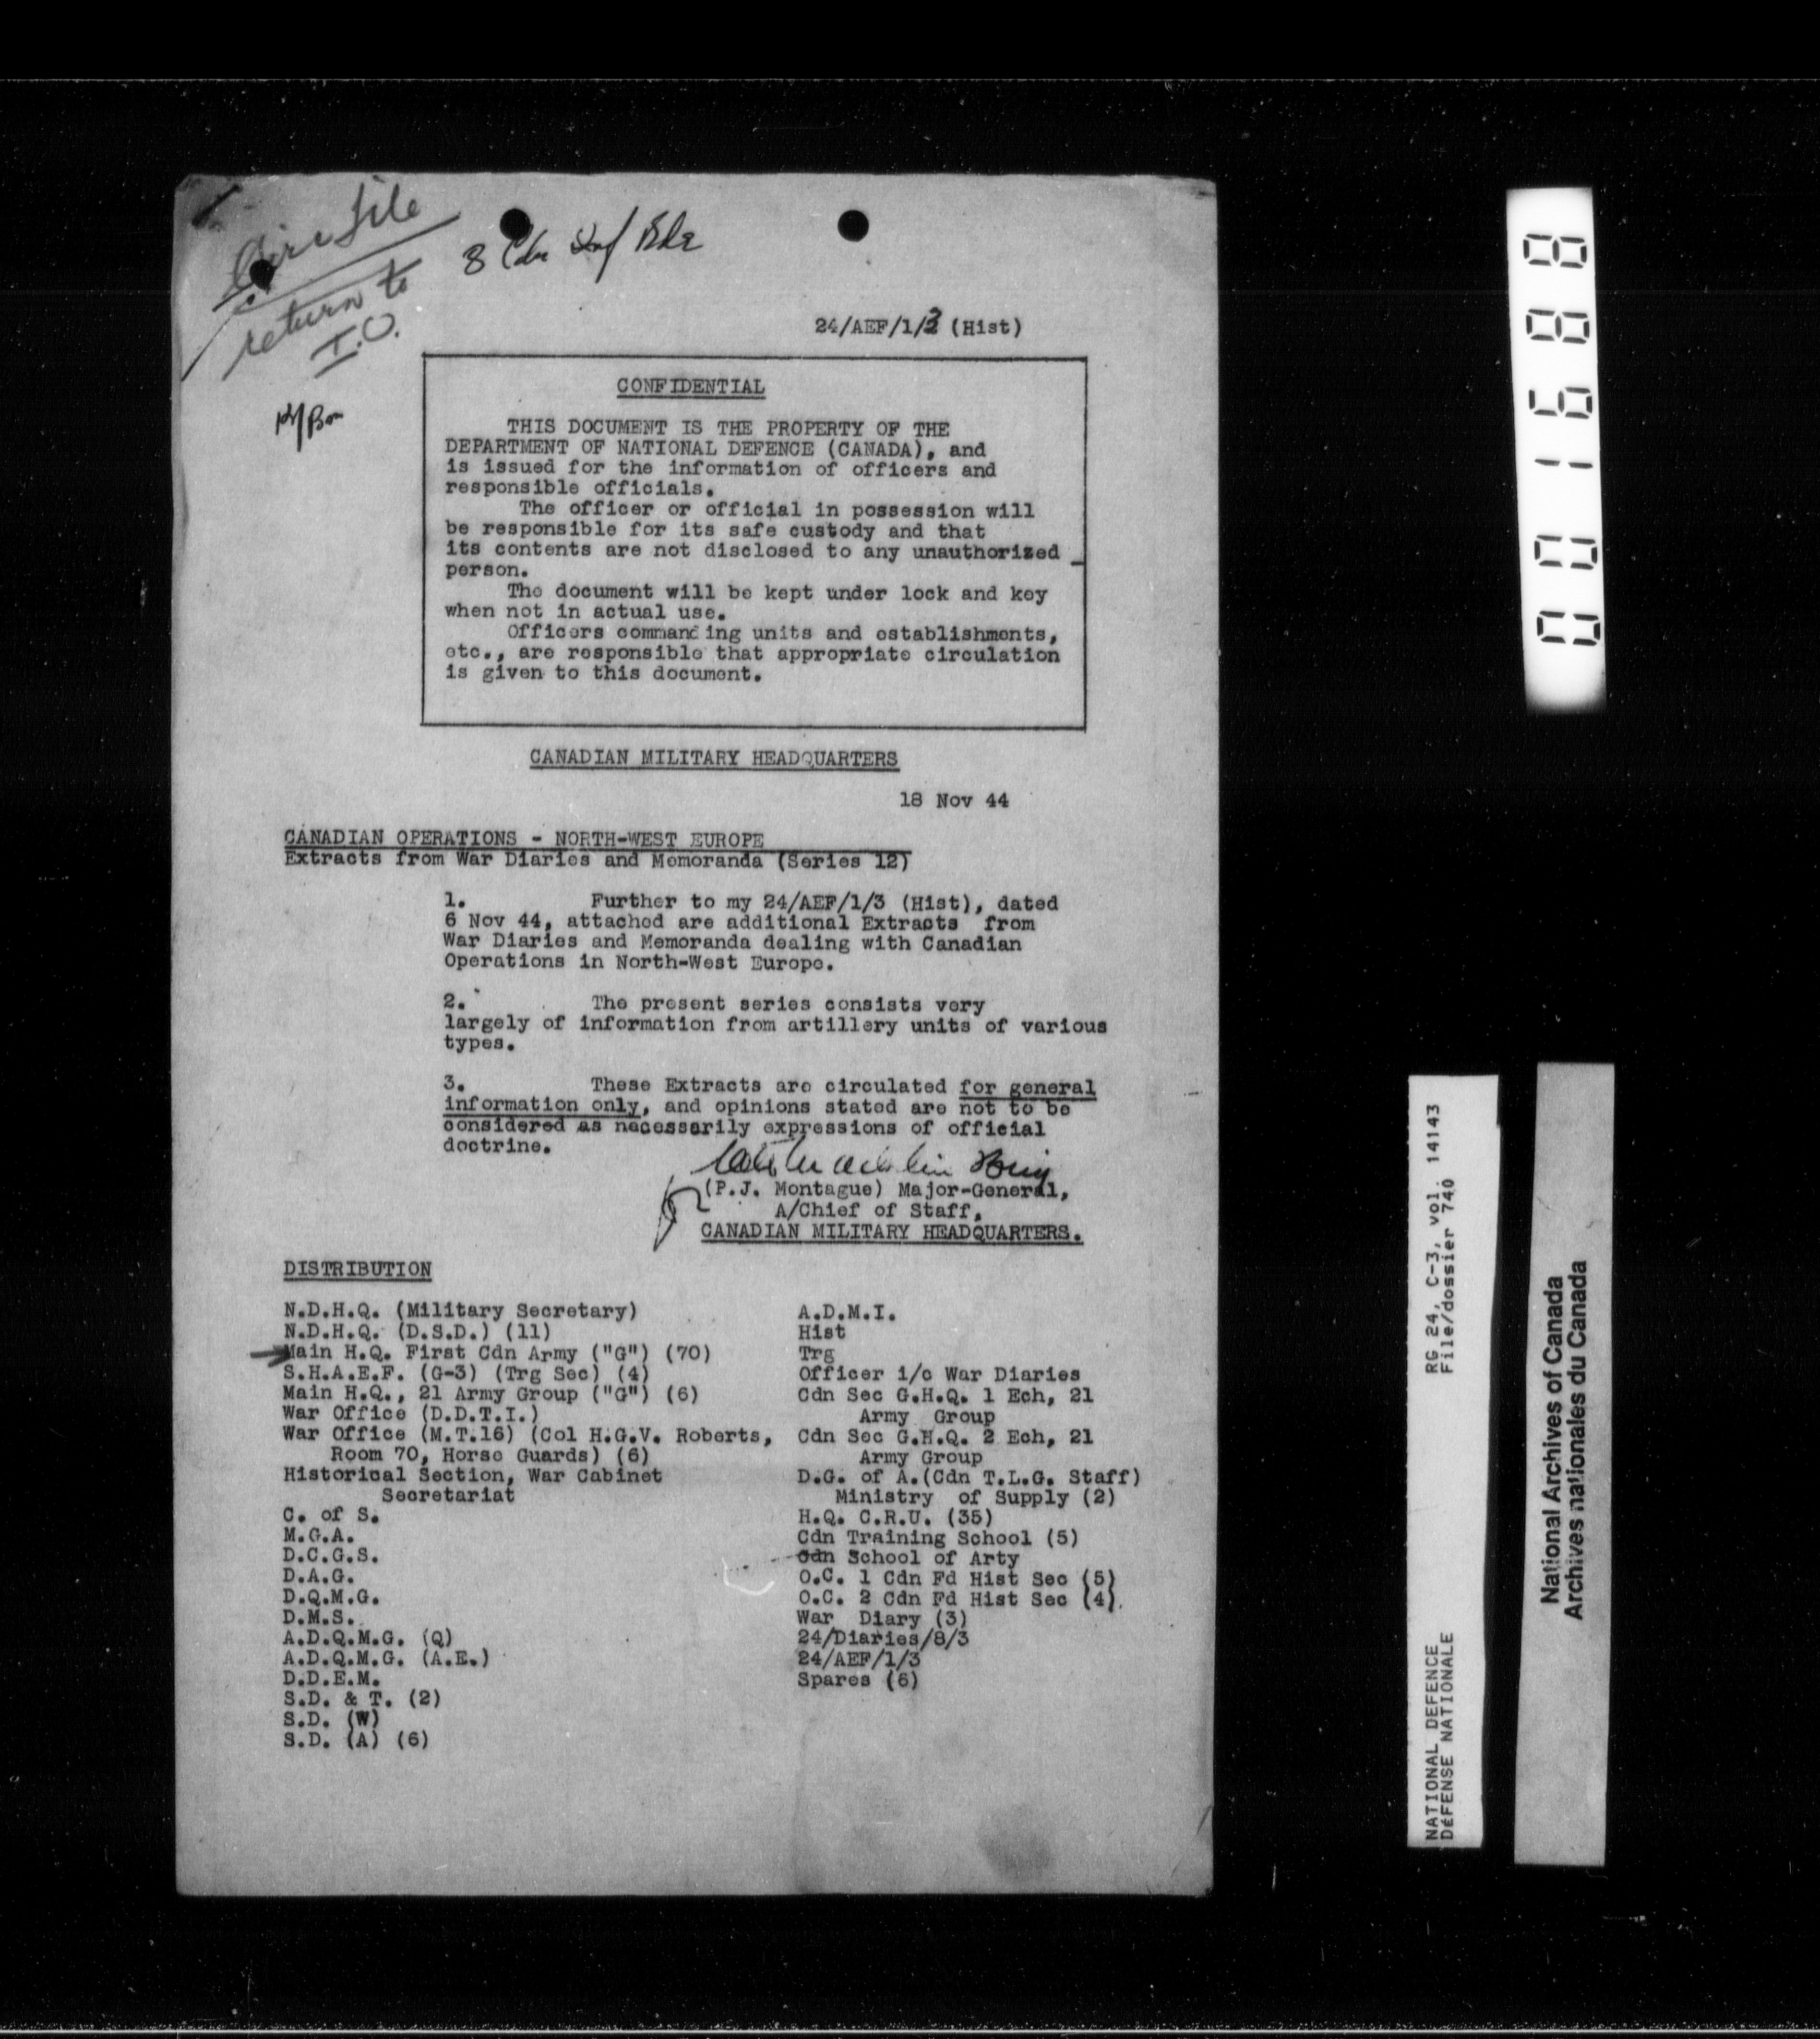 Circ file
return to
I.O.
8 Cdn Inf Bde
24/AEF/1/3 (Hist)
CONFIDENTIAL
THIS DOCUMENT IS THE PROPERTY OF THE
DEPARTMENT OF NATIONAL DEFENCE (CANADA), and
is issued for the information of officers and
responsible officials.
The officer or official in possession will
be responsible for its safe custody and that
its contents are not disclosed to any unauthorized
person.
The document will be kept under lock and key
when not in actual use.
Officers commanding units and establishments,
etc., are responsible that appropriate circulation
is given to this document.
CANADIAN MILITARY HEADQUARTERS
18 Nov 44
CANADIAN OPERATIONS - NORTH-WEST EUROPE
Extracts from War Diaries and Memoranda (Series 12)
1. Further to my 24/AEF/1/3 (Hist), dated
6 Nov 44, attached are additional Extracts from
War Diaries and Memoranda dealing with Canadian
Operations in North-West Europe.
2. The present series consists very
largely of information from artillery units of various
types.
3. These Extracts are circulated for general
information only, and opinions stated are not to be
considered as necessarily expressions of official
doctrine.
(P.J. Montague) Major-General,
A/Chief of Staff,
CANADIAN MILITARY HEADQUARTERS.
DISTRIBUTION
N.D.H.Q. (Military Secretary)
N.D.H.Q. (D.S.D.) (11)
Main H.Q. First Cdn Army ("G") (70)
S.H.A.E.F. (G-3) (Trg Sec) (4)
Main H.Q., 21 Army Group ("G") (6)
War Office (D.D.T.I.)
War Office (M.T.16) (Col H.G.V. Roberts,
Room 70, Horse Guards) (6)
Historical Section, War Cabinet
Secretariat
C. of S.
M.G.A.
D.C.G.S.
D.A.G.
D.Q.M.G.
D.M.S.
A.D.Q.M.G. (Q)
A.D.Q.M.G. (A.E.)
D.D.E.M.
S.D. & T. (2)
S.D. (W)
S.D. (A) (6)
A.D.M.I.
Hist
Trg
Officer i/c War Diaries
Cdn Sec G.H.Q. 1 Ech, 21
Army Group
Cdn Sec G.H.Q. 2 Ech, 21
Army Group
D.G. of A.(Cdn T.L.G. Staff)
Ministry of Supply (2)
H.Q. C.R.U. (35)
Cdn Training School (5)
Cdn School of Arty
O.C. 1 Cdn Fd Hist Sec (5)
O.C. 2 Cdn Fd Hist Sec (4)
War Diary (3)
24/Diaries/8/3
24/AEF/1/3
Spares (6)
0001688
NATIONAL DEFENCE RG 24, C-3, vol. 14143
DÉFENSE NATIONALE File/dossier 740
National Archives of Canada
Archives nationales du Canada